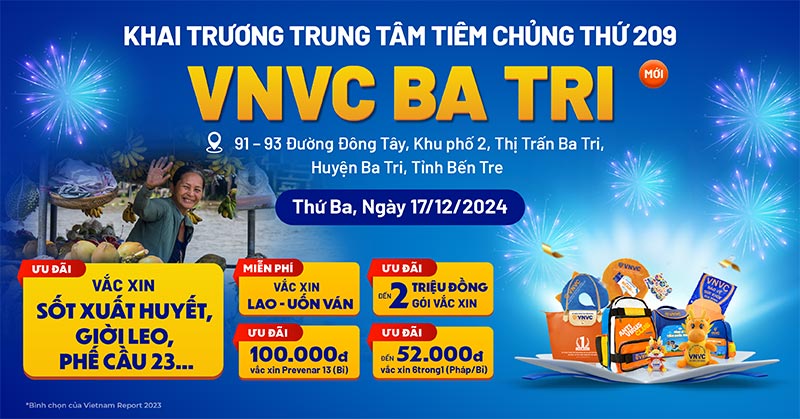 KHAI TRƯƠNG TRUNG TÂM TIÊM CHỦNG THỨ 209
VNVC BA TRI
MỚI
91 – 93 Đường Đông Tây, Khu phố 2, Thị Trấn Ba Tri,
Huyện Ba Tri, Tỉnh Bến Tre
Thứ Ba, Ngày 17/12/2024
ƯU ĐÃI
VẮC XIN
SỐT XUẤT HUYẾT,
GIỜI LEO,
PHẾ CẦU 23...
MIỄN PHÍ
VẮC XIN
LAO - UỐN VÁN
ƯU ĐÃI
ĐẾN 2 TRIỆU ĐỒNG
GÓI VẮC XIN
ƯU ĐÃI
100.000đ
vắc xin Prevenar 13 (Bỉ)
ƯU ĐÃI
ĐẾN 52.000đ
vắc xin 6trong1 (Pháp/Bỉ)
VNVC
VNVC
VNVC
VNVC
*Bình chọn của Vietnam Report 2023